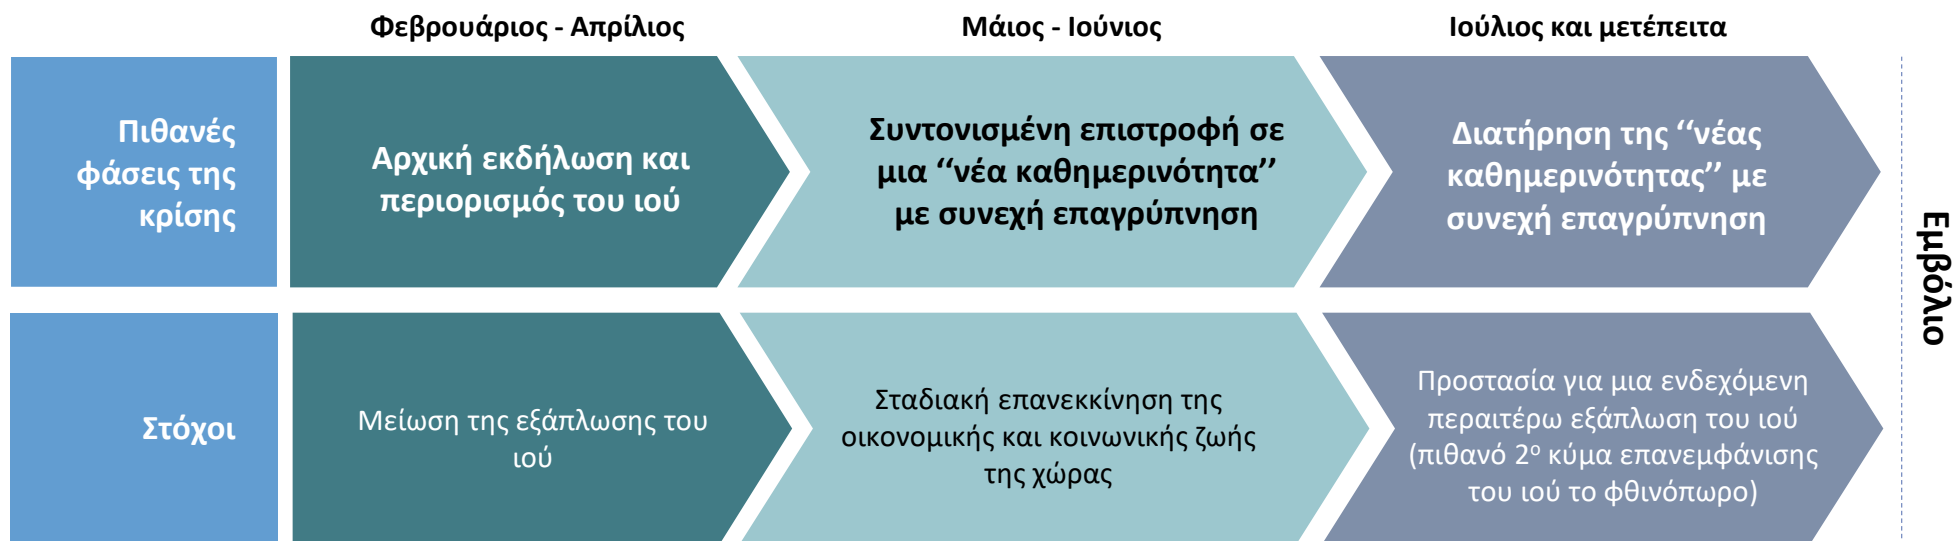 Φεβρουάριος - Απρίλιος
Μάιος - Ιούνιος
Ιούλιος και μετέπειτα
Πιθανές
φάσεις της
κρίσης
Αρχική εκδήλωση και
περιορισμός του ιού
Συντονισμένη επιστροφή σε
μια ‘‘νέα καθημερινότητα’’
με συνεχή επαγρύπνηση
Διατήρηση της ‘‘νέας
καθημερινότητας’’ με
συνεχή επαγρύπνηση
Εμβόλιο
Στόχοι
Μείωση της εξάπλωσης του
ιού
Σταδιακή επανεκκίνηση της
οικονομικής και κοινωνικής ζωής
της χώρας
Προστασία για μια ενδεχόμενη
περαιτέρω εξάπλωση του ιού
(πιθανό 2ο κύμα επανεμφάνισης
του ιού το φθινόπωρο)